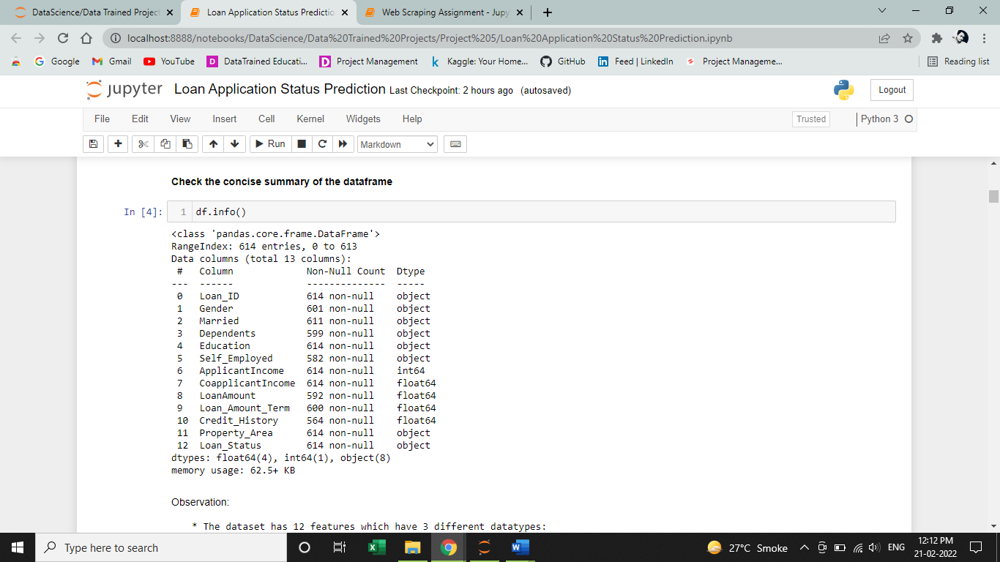 DataScience/Data Trained Project
Loan Application Status Predictio
Web Scraping Assignment - Jupy
localhost:8888/notebooks/DataScience/Data%20Trained%20Projects/Project%205/Loan%20Application%20Status%20Prediction.ipynb
Google Gmail YouTube DataTrained Educati... Project Management Kaggle: Your Home... GitHub Feed | LinkedIn Project Manageme... Reading list
jupyter Loan Application Status Prediction Last Checkpoint: 2 hours ago (autosaved) Logout
File Edit View Insert Cell Kernel Widgets Help Trusted Python 3
Run Markdown
Check the concise summary of the dataframe
In [4]: 1 df.info()
<class 'pandas.core.frame.DataFrame'>
RangeIndex: 614 entries, 0 to 613
Data columns (total 13 columns):
 #   Column             Non-Null Count  Dtype
---  ------             --------------  -----
 0   Loan_ID            614 non-null    object
 1   Gender             601 non-null    object
 2   Married            611 non-null    object
 3   Dependents         599 non-null    object
 4   Education          614 non-null    object
 5   Self_Employed      582 non-null    object
 6   ApplicantIncome    614 non-null    int64
 7   CoapplicantIncome  614 non-null    float64
 8   LoanAmount         592 non-null    float64
 9   Loan_Amount_Term   600 non-null    float64
 10  Credit_History     564 non-null    float64
 11  Property_Area      614 non-null    object
 12  Loan_Status        614 non-null    object
dtypes: float64(4), int64(1), object(8)
memory usage: 62.5+ KB
Observation:
* The dataset has 12 features which have 3 different datatypes:
Type here to search
27°C Smoke
ENG
12:12 PM
21-02-2022